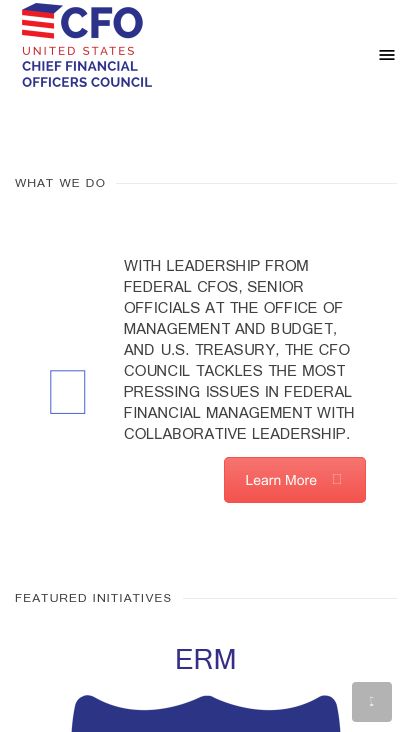 CFO
UNITED STATES
CHIEF FINANCIAL
OFFICERS COUNCIL
WHAT WE DO
WITH LEADERSHIP FROM
FEDERAL CFOS, SENIOR
OFFICIALS AT THE OFFICE OF
MANAGEMENT AND BUDGET,
AND U.S. TREASURY, THE CFO
COUNCIL TACKLES THE MOST
PRESSING ISSUES IN FEDERAL
FINANCIAL MANAGEMENT WITH
COLLABORATIVE LEADERSHIP.
Learn More
FEATURED INITIATIVES
ERM